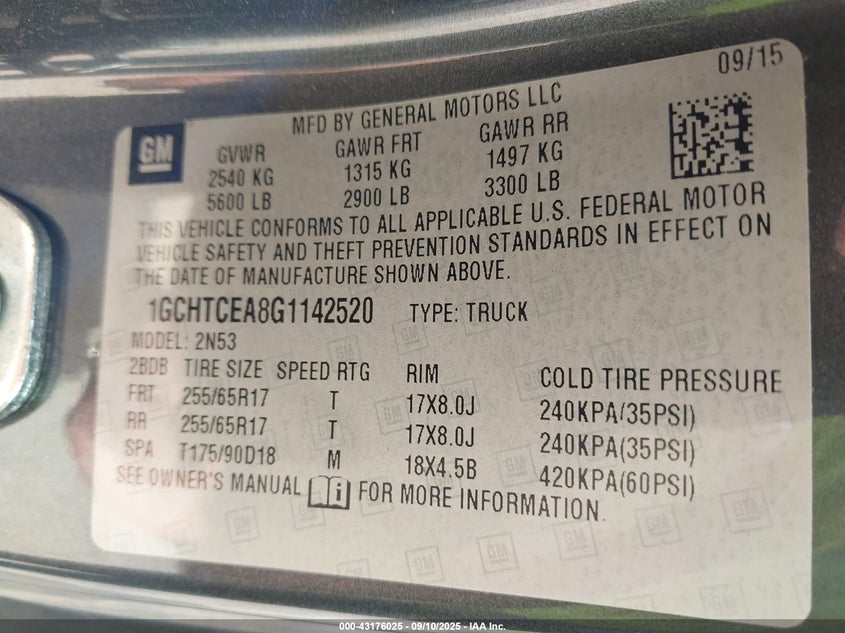 09/15
MFD BY GENERAL MOTORS LLC
GM
GVWR GAWR FRT GAWR RR
2540 KG 1315 KG 1497 KG
5600 LB 2900 LB 3300 LB
THIS VEHICLE CONFORMS TO ALL APPLICABLE U.S. FEDERAL MOTOR
VEHICLE SAFETY AND THEFT PREVENTION STANDARDS IN EFFECT ON
THE DATE OF MANUFACTURE SHOWN ABOVE.
1GCHTCEA8G1142520 TYPE: TRUCK
MODEL: 2N53
2BDB TIRE SIZE SPEED RTG RIM COLD TIRE PRESSURE
FRT 255/65R17 T 17X8.0J 240KPA(35PSI)
RR 255/65R17 T 17X8.0J 240KPA(35PSI)
SPA T175/90D18 M 18X4.5B 420KPA(60PSI)
SEE OWNER'S MANUAL i FOR MORE INFORMATION.
000-43176025 - 09/10/2025 - IAA Inc.